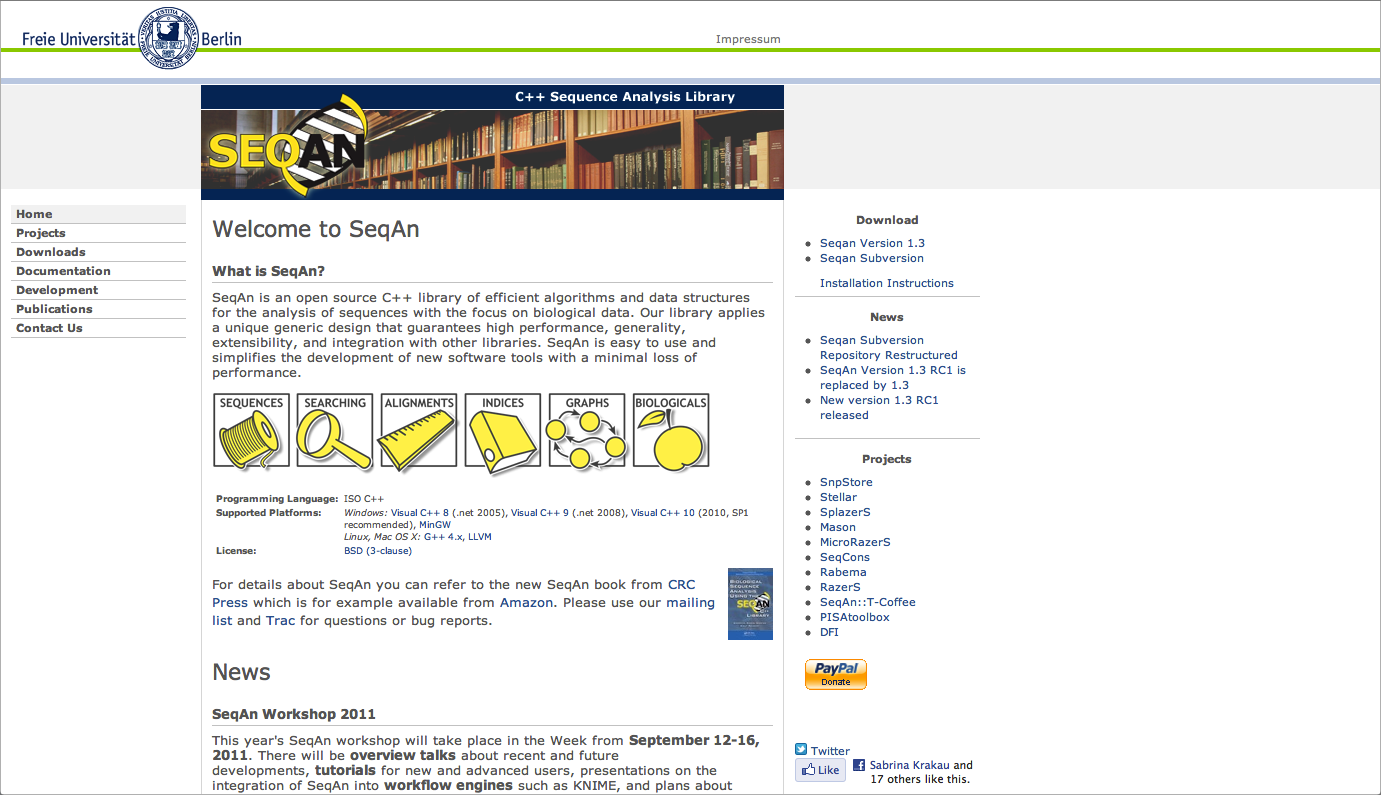 Freie Universität Berlin
Impressum
C++ Sequence Analysis Library
SEQAN
Home
Projects
Downloads
Documentation
Development
Publications
Contact Us
Welcome to SeqAn
What is SeqAn?
SeqAn is an open source C++ library of efficient algorithms and data structures
for the analysis of sequences with the focus on biological data. Our library applies
a unique generic design that guarantees high performance, generality,
extensibility, and integration with other libraries. SeqAn is easy to use and
simplifies the development of new software tools with a minimal loss of
performance.
SEQUENCES SEARCHING ALIGNMENTS INDICES GRAPHS BIOLOGICALS
Programming Language: ISO C++
Supported Platforms: Windows: Visual C++ 8 (.net 2005), Visual C++ 9 (.net 2008), Visual C++ 10 (2010, SP1
recommended), MinGW
Linux, Mac OS X: G++ 4.x, LLVM
License: BSD (3-clause)
For details about SeqAn you can refer to the new SeqAn book from CRC
Press which is for example available from Amazon. Please use our mailing
list and Trac for questions or bug reports.
BIOLOGICAL
SEQUENCE
ANALYSIS
USING THE
SEQAN
C++
LIBRARY
News
SeqAn Workshop 2011
This year's SeqAn workshop will take place in the Week from September 12-16,
2011. There will be overview talks about recent and future
developments, tutorials for new and advanced users, presentations on the
integration of SeqAn into workflow engines such as KNIME, and plans about
Download
Seqan Version 1.3
Seqan Subversion
Installation Instructions
News
Seqan Subversion
Repository Restructured
SeqAn Version 1.3 RC1 is
replaced by 1.3
New version 1.3 RC1
released
Projects
SnpStore
Stellar
SplazerS
Mason
MicroRazerS
SeqCons
Rabema
RazerS
SeqAn::T-Coffee
PISAtoolbox
DFI
PayPal
Donate
Twitter
Like
Sabrina Krakau and
17 others like this.